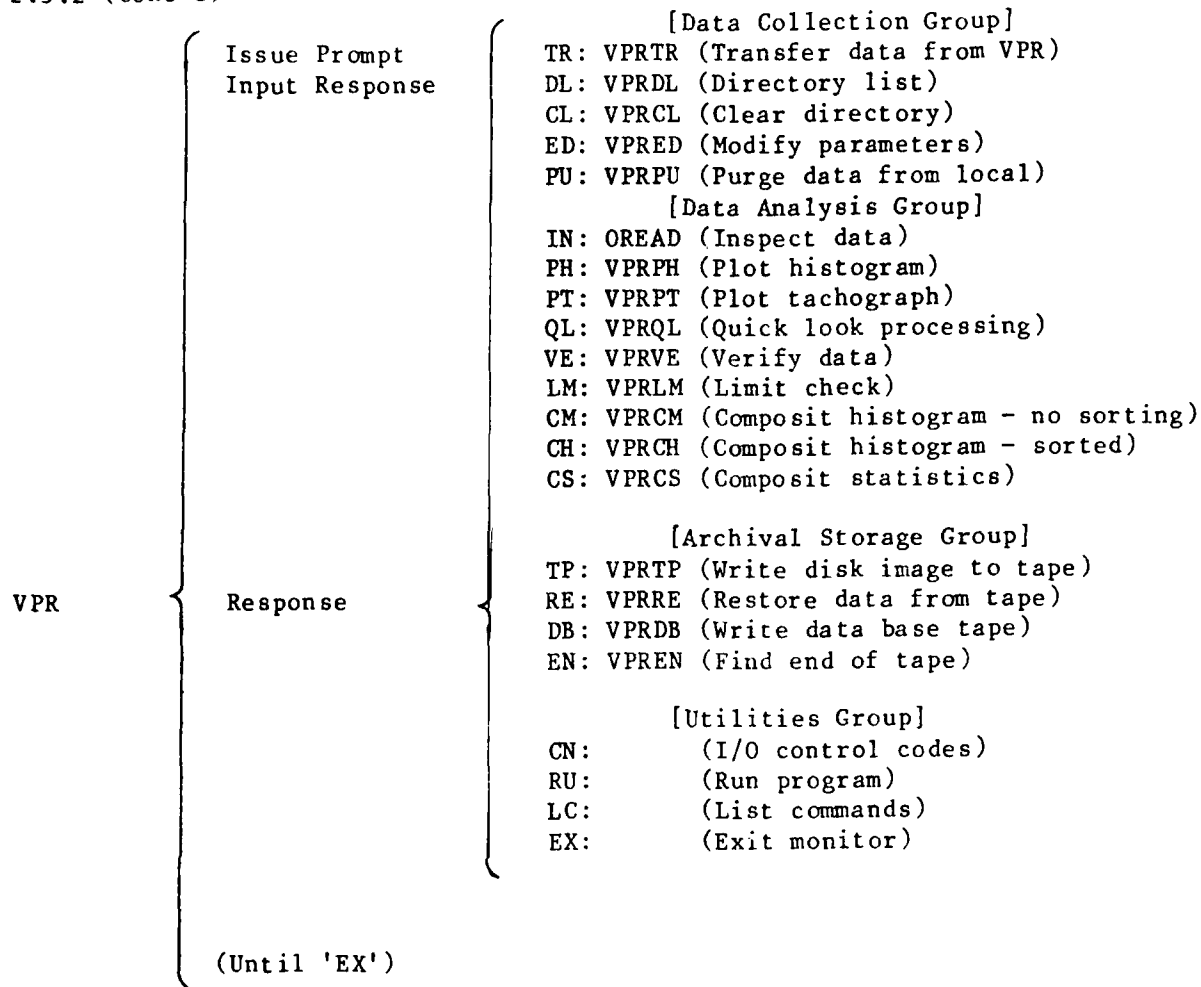 [Data Collection Group]
Issue Prompt TR: VPRTR (Transfer data from VPR)
Input Response DL: VPRDL (Directory list)
CL: VPRCL (Clear directory)
ED: VPRED (Modify parameters)
PU: VPRPU (Purge data from local)
[Data Analysis Group]
IN: OREAD (Inspect data)
PH: VPRPH (Plot histogram)
PT: VPRPT (Plot tachograph)
QL: VPRQL (Quick look processing)
VE: VPRVE (Verify data)
LM: VPRLM (Limit check)
CM: VPRCM (Composit histogram - no sorting)
CH: VPRCH (Composit histogram - sorted)
CS: VPRCS (Composit statistics)
[Archival Storage Group]
TP: VPRTP (Write disk image to tape)
VPR Response RE: VPRRE (Restore data from tape)
DB: VPRDB (Write data base tape)
EN: VPREN (Find end of tape)
[Utilities Group]
CN: (I/O control codes)
RU: (Run program)
LC: (List commands)
EX: (Exit monitor)
(Until 'EX')